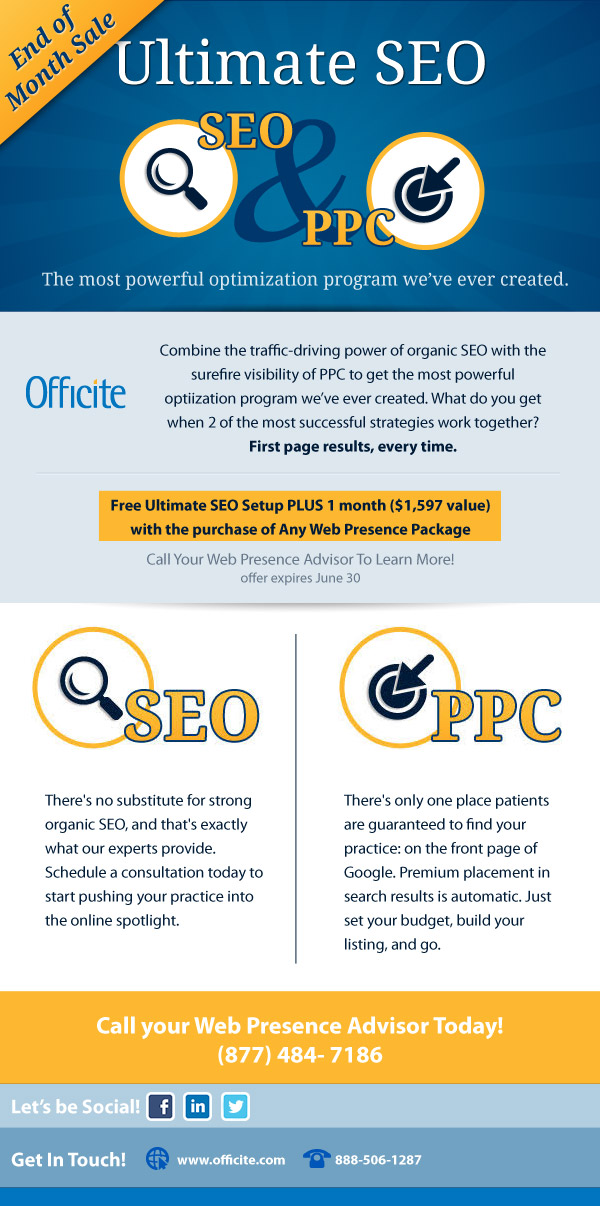 End of
Month Sale
Ultimate SEO
SEO
&
PPC
The most powerful optimization program we've ever created.
Officite
Combine the traffic-driving power of organic SEO with the
surefire visibility of PPC to get the most powerful
optiization program we've ever created. What do you get
when 2 of the most successful strategies work together?
First page results, every time.
Free Ultimate SEO Setup PLUS 1 month ($1,597 value)
with the purchase of Any Web Presence Package
Call Your Web Presence Advisor To Learn More!
offer expires June 30
SEO
There's no substitute for strong
organic SEO, and that's exactly
what our experts provide.
Schedule a consultation today to
start pushing your practice into
the online spotlight.
PPC
There's only one place patients
are guaranteed to find your
practice: on the front page of
Google. Premium placement in
search results is automatic. Just
set your budget, build your
listing, and go.
Call your Web Presence Advisor Today!
(877) 484- 7186
Let's be Social! f in
Get In Touch! www.officite.com 888-506-1287